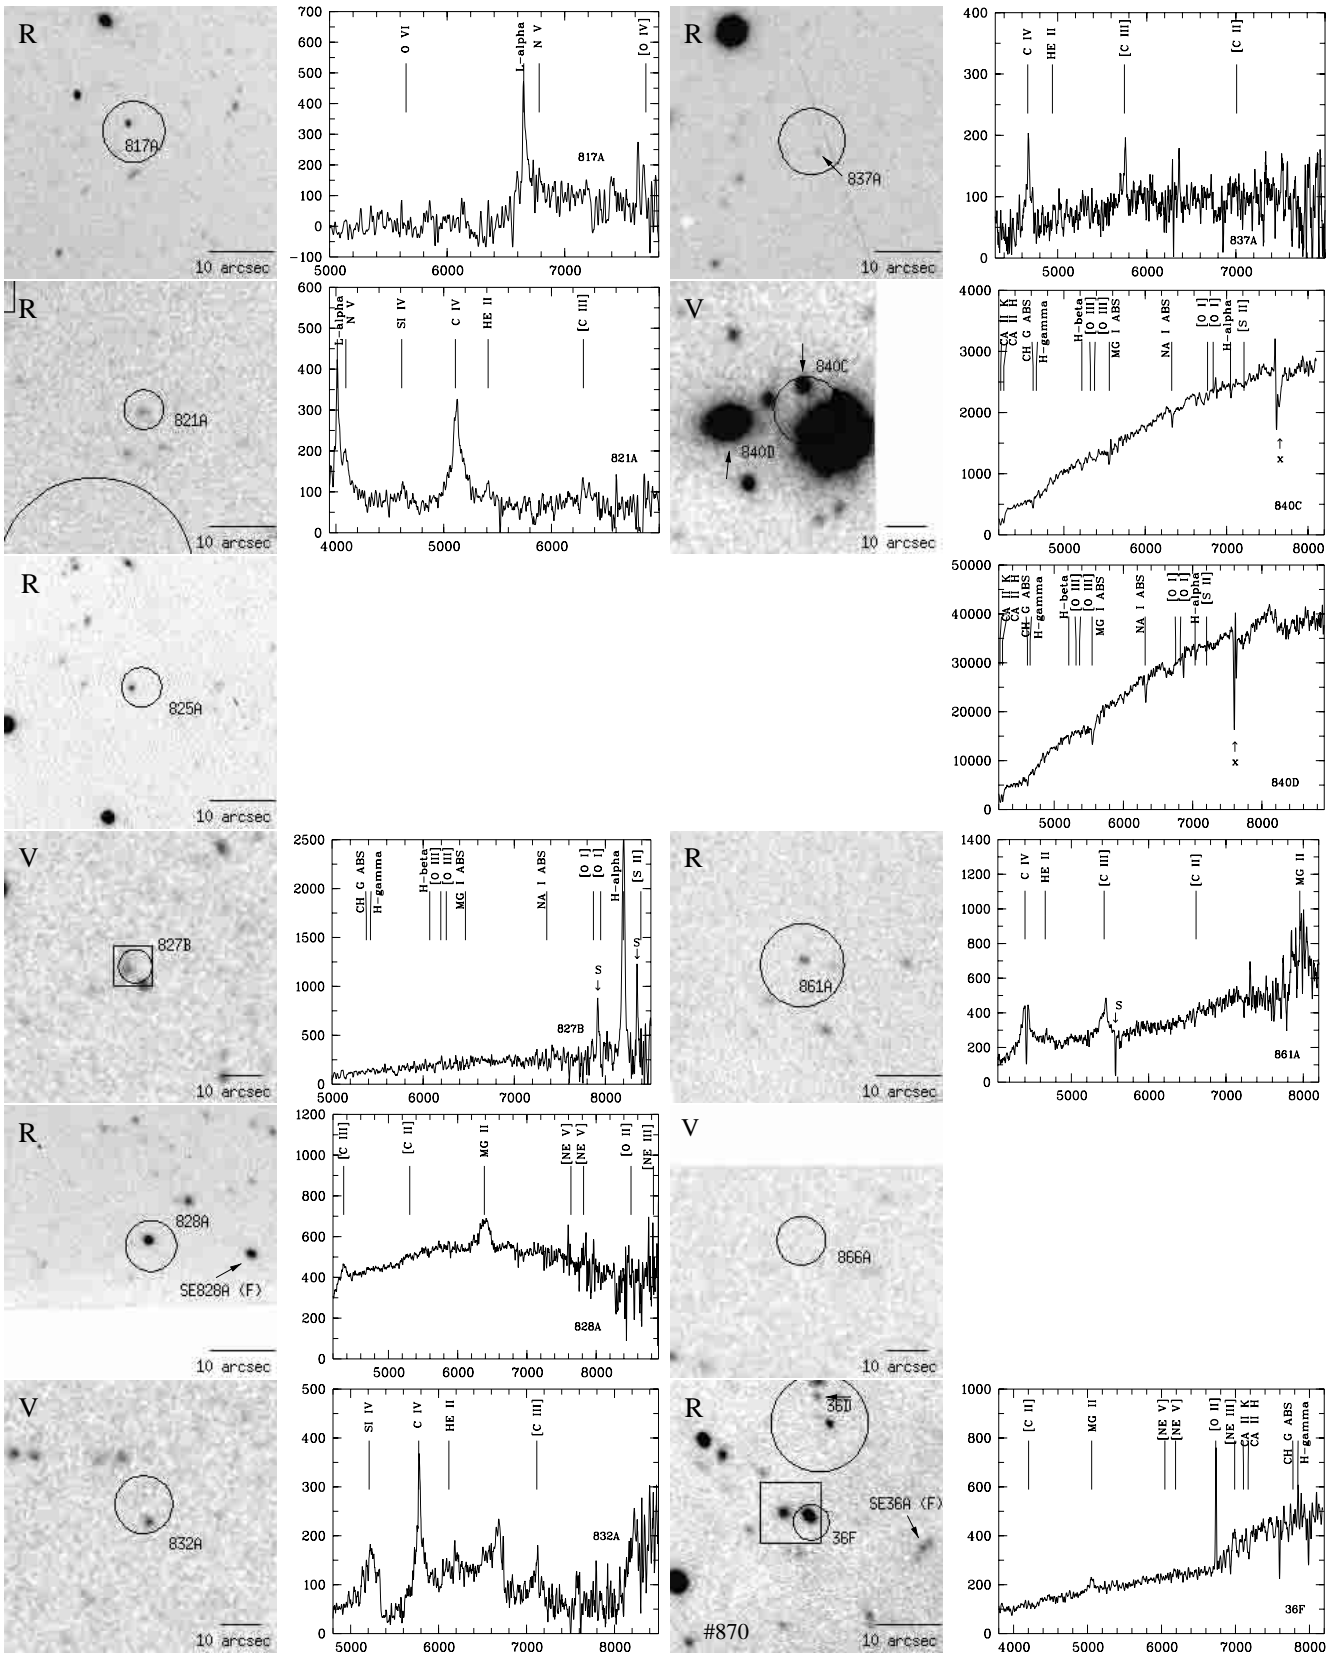 R
817A
10 arcsec
700
600
500
400
300
200
100
0
−100
O VI
L−alpha
N V
[O IV]
817A
5000
6000
7000
R
837A
10 arcsec
400
300
200
100
0
C IV
HE II
[C III]
[C II]
837A
5000
6000
7000
R
821A
10 arcsec
600
500
400
300
200
100
0
L−alpha
N V
SI IV
C IV
HE II
[C III]
821A
4000
5000
6000
V
840C
840D
10 arcsec
4000
3000
2000
1000
0
CA II K
CA II H
CH G ABS
H−gamma
H−beta
[O III]
[O III]
MG I ABS
NA I ABS
[O I]
[O I]
H−alpha
[S II]
x
840C
5000
6000
7000
8000
R
825A
10 arcsec
50000
40000
30000
20000
10000
0
CA II K
CA II H
CH G ABS
H−gamma
H−beta
[O III]
[O III]
MG I ABS
NA I ABS
[O I]
[O I]
H−alpha
[S II]
x
840D
5000
6000
7000
8000
V
827B
10 arcsec
2500
2000
1500
1000
500
0
CH G ABS
H−gamma
H−beta
[O III]
[O III]
MG I ABS
NA I ABS
[O I]
[O I]
H−alpha
[S II]
S
S
827B
5000
6000
7000
8000
R
861A
10 arcsec
1400
1200
1000
800
600
400
200
0
C IV
HE II
[C III]
[C II]
MG II
S
861A
5000
6000
7000
8000
R
828A
SE828A (F)
10 arcsec
1200
1000
800
600
400
200
0
[C III]
[C II]
MG II
[NE V]
[NE V]
[O II]
[NE III]
828A
5000
6000
7000
8000
V
866A
10 arcsec
V
832A
10 arcsec
500
400
300
200
100
0
SI IV
C IV
HE II
[C III]
832A
5000
6000
7000
8000
R
36D
SE36A (F)
36F
#870
10 arcsec
1000
800
600
400
200
0
[C II]
MG II
[NE V]
[NE V]
[O II]
[NE III]
CA II K
CA II H
CH G ABS
H−gamma
36F
4000
5000
6000
7000
8000